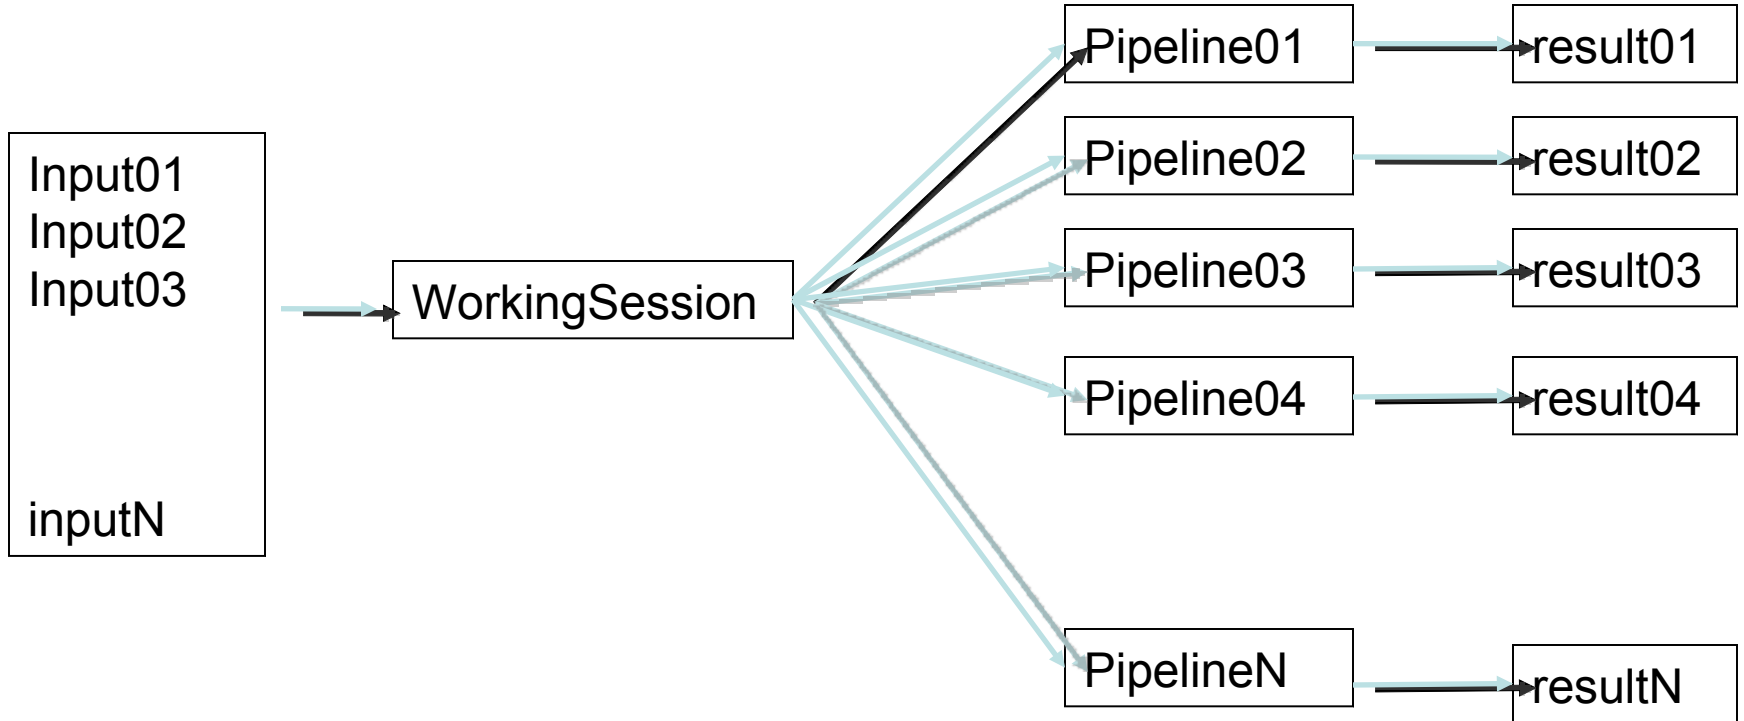 Input01
Input02
Input03
inputN
WorkingSession
Pipeline01
result01
Pipeline02
result02
Pipeline03
result03
Pipeline04
result04
PipelineN
resultN